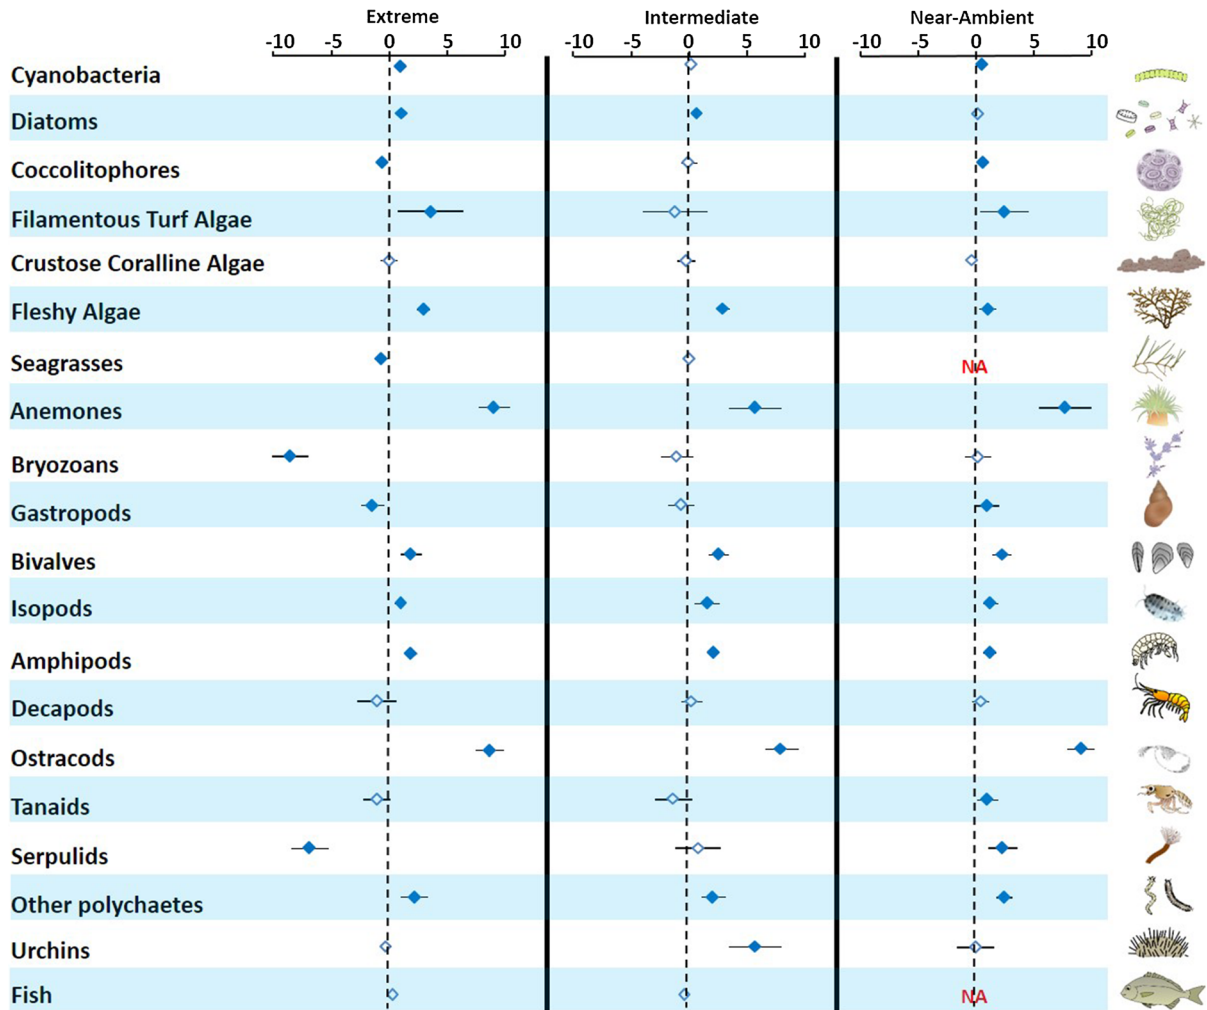 Extreme Intermediate Near-Ambient
-10 -5 0 5 10 -10 -5 0 5 10 -10 -5 0 5 10
Cyanobacteria
Diatoms
Coccolitophores
Filamentous Turf Algae
Crustose Coralline Algae
Fleshy Algae
Seagrasses NA
Anemones
Bryozoans
Gastropods
Bivalves
Isopods
Amphipods
Decapods
Ostracods
Tanaids
Serpulids
Other polychaetes
Urchins
Fish NA